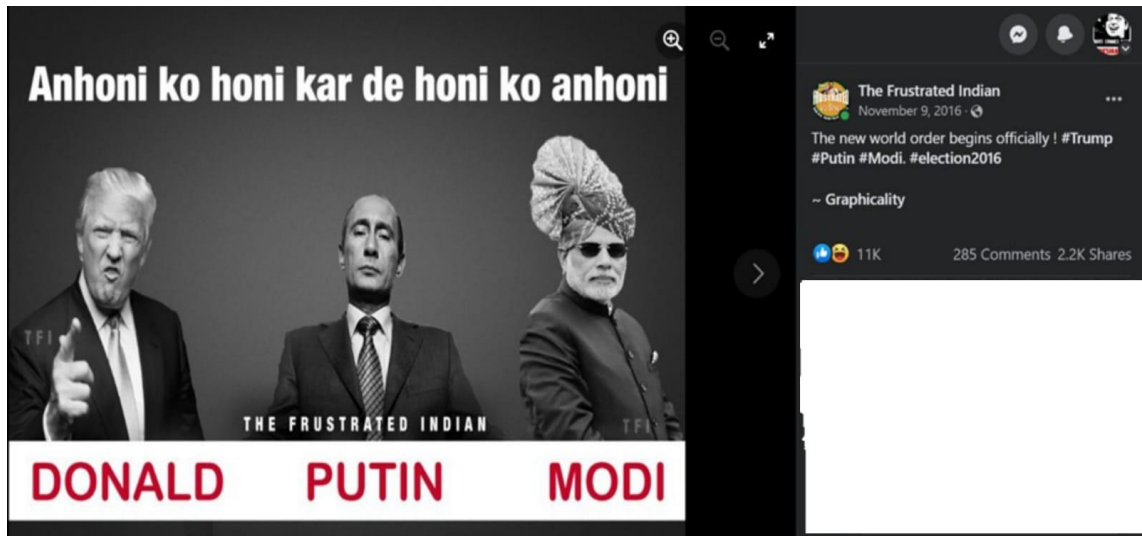 Anhoni ko honi kar de honi ko anhoni
TFI
THE FRUSTRATED INDIAN
TFI
DONALD PUTIN MODI
The Frustrated Indian
November 9, 2016 ·
The new world order begins officially ! #Trump
#Putin #Modi. #election2016
~ Graphicality
11K 285 Comments 2.2K Shares